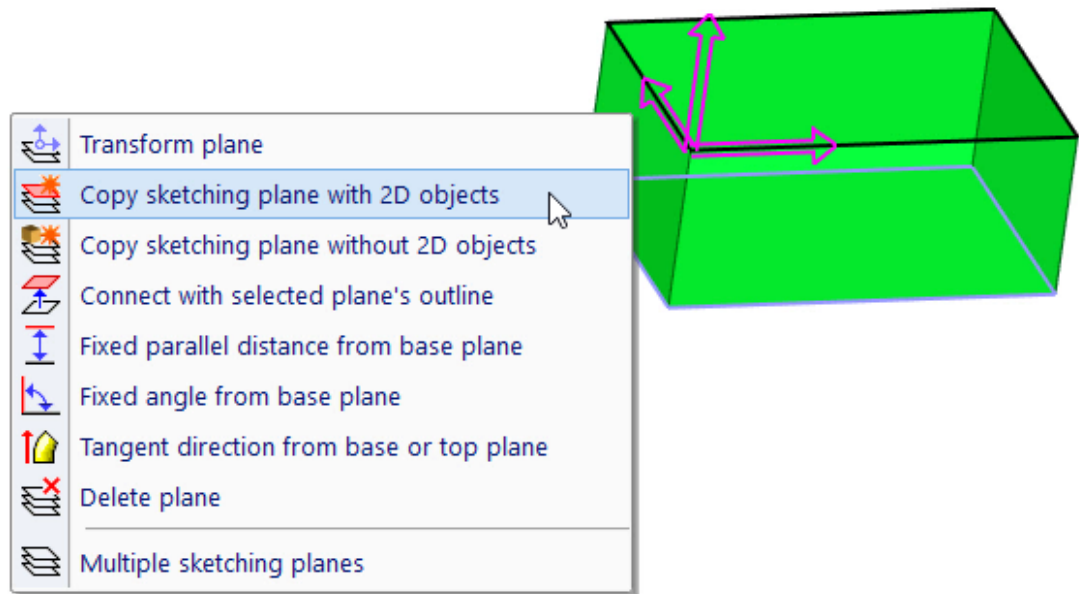 Transform plane
Copy sketching plane with 2D objects
Copy sketching plane without 2D objects
Connect with selected plane's outline
Fixed parallel distance from base plane
Fixed angle from base plane
Tangent direction from base or top plane
Delete plane
Multiple sketching planes